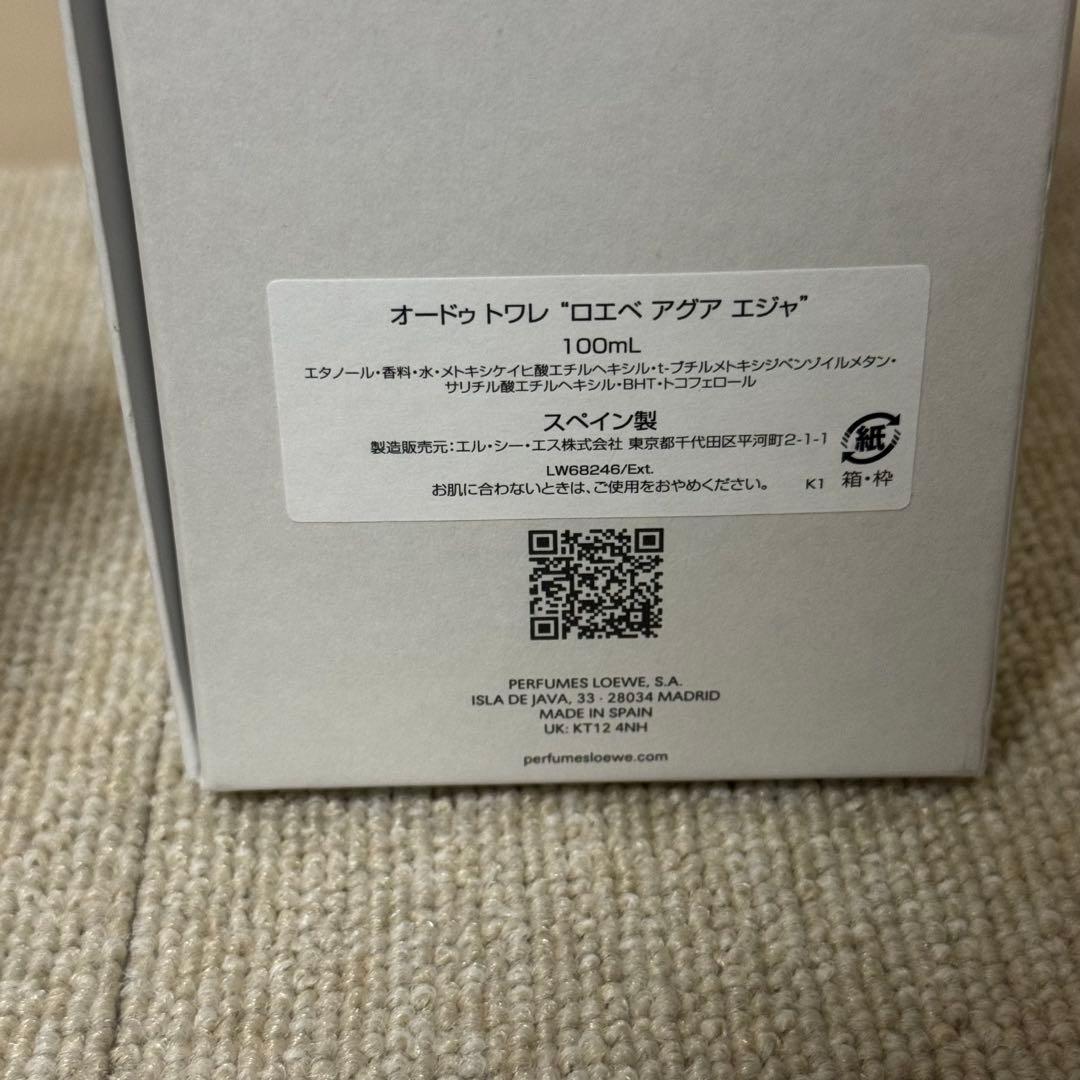 オードゥ トワレ “ロエベ アグア エジャ”
100mL
エタノール・香料・水・メトキシケイヒ酸エチルヘキシル・t-ブチルメトキシジベンゾイルメタン・
サリチル酸エチルヘキシル・BHT・トコフェロール
スペイン製
製造販売元:エル・シー・エス株式会社 東京都千代田区平河町2-1-1
LW68246/Ext.
お肌に合わないときは、ご使用をおやめください。 K1
紙
箱・枠
PERFUMES LOEWE, S.A.
ISLA DE JAVA, 33 · 28034 MADRID
MADE IN SPAIN
UK: KT12 4NH
perfumesloewe.com